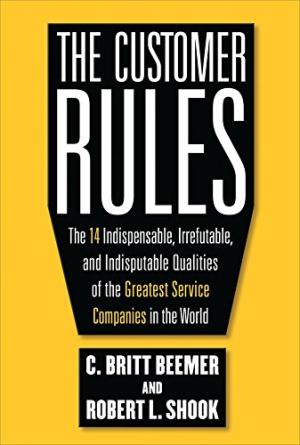 THE CUSTOMER
RULES
The 14 Indispensable, Irrefutable,
and Indisputable Qualities
of the Greatest Service
Companies in the World
C. BRITT BEEMER
AND
ROBERT L. SHOOK